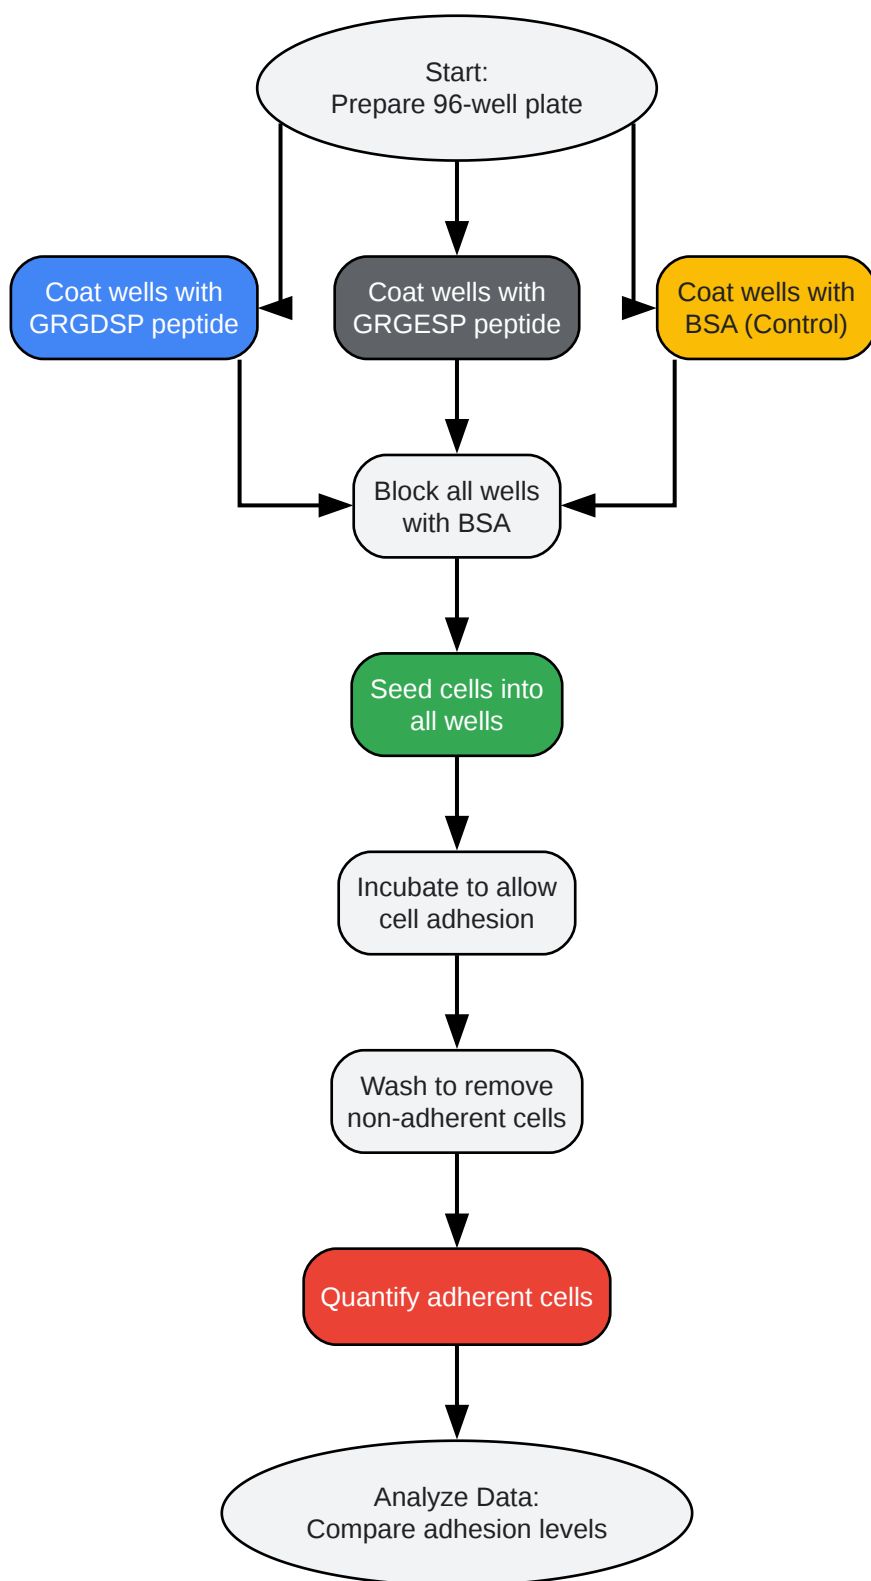 Start:
Prepare 96-well plate
Coat wells with
GRGDSP peptide
Coat wells with
GRGESP peptide
Coat wells with
BSA (Control)
Block all wells
with BSA
Seed cells into
all wells
Incubate to allow
cell adhesion
Wash to remove
non-adherent cells
Quantify adherent cells
Analyze Data:
Compare adhesion levels